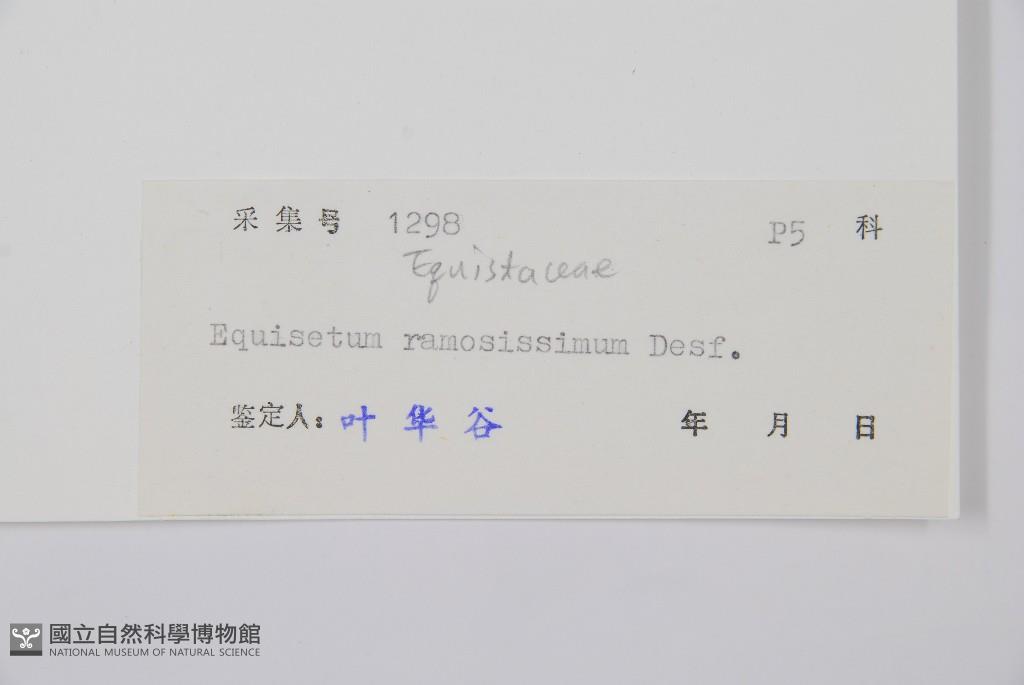 采集号 1298 P5 科
Equistaceae
Equisetum ramosissimum Desf.
鉴定人: 叶华谷 年 月 日
國立自然科學博物館
NATIONAL MUSEUM OF NATURAL SCIENCE